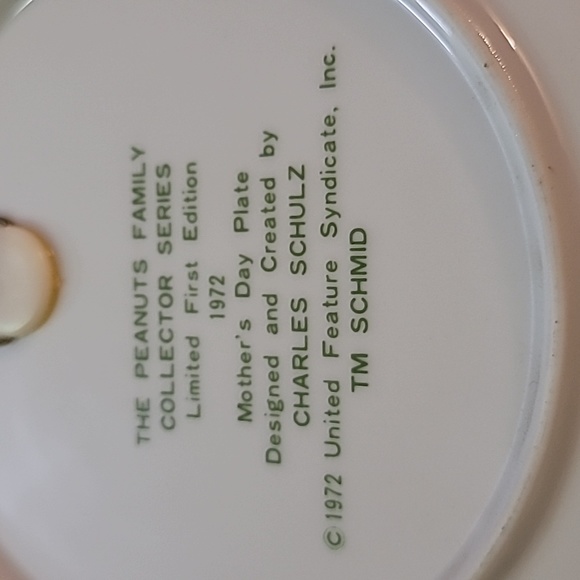 THE PEANUTS FAMILY
COLLECTOR SERIES
Limited First Edition
1972
Mother's Day Plate
Designed and Created by
CHARLES SCHULZ
© 1972 United Feature Syndicate, Inc.
TM SCHMID